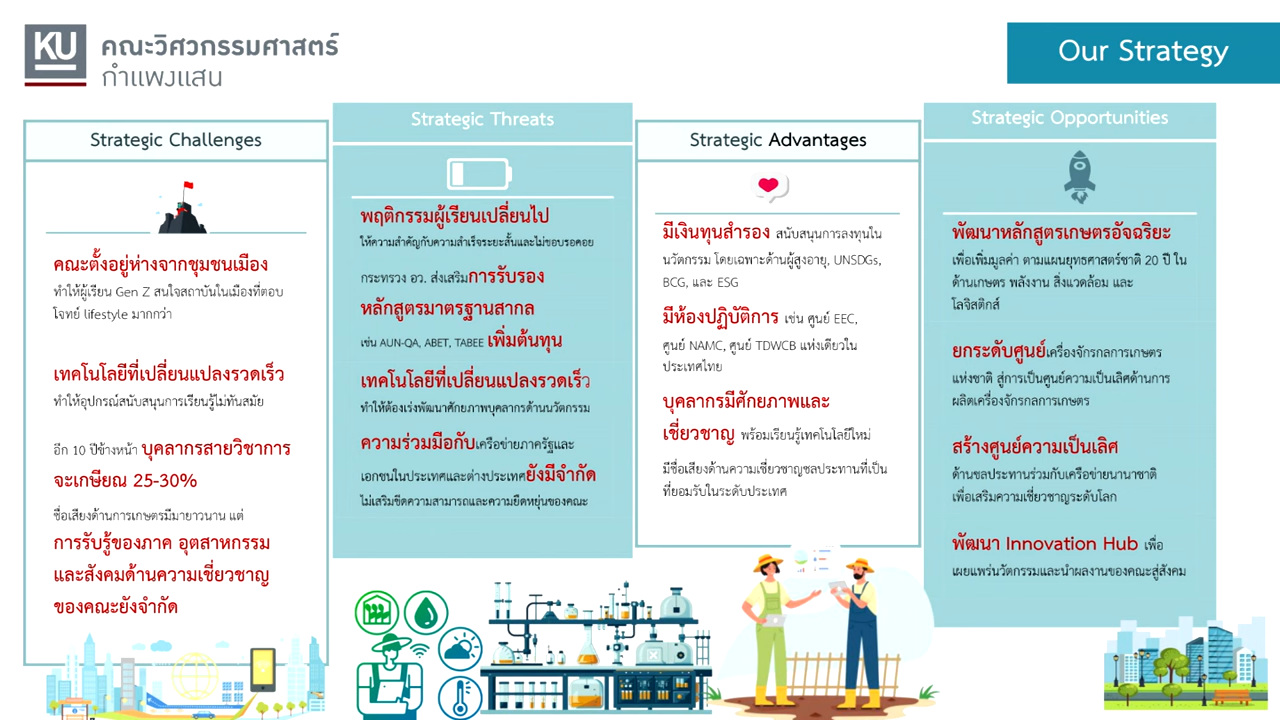 KU
คณะวิศวกรรมศาสตร์
กำแพงแสน
Our Strategy
Strategic Challenges
คณะตั้งอยู่ห่างจากชุมชนเมือง
ทำให้ผู้เรียน Gen Z สนใจสถาบันในเมืองที่ตอบ
โจทย์ lifestyle มากกว่า
เทคโนโลยีที่เปลี่ยนแปลงรวดเร็ว
ทำให้อุปกรณ์สนับสนุนการเรียนรู้ไม่ทันสมัย
อีก 10 ปีข้างหน้า บุคลากรสายวิชาการ
จะเกษียณ 25-30%
ชื่อเสียงด้านการเกษตรมีมายาวนาน แต่
การรับรู้ของภาค อุตสาหกรรม
และสังคมด้านความเชี่ยวชาญ
ของคณะยังจำกัด
Strategic Threats
พฤติกรรมผู้เรียนเปลี่ยนไป
ให้ความสำคัญกับความสำเร็จระยะสั้นและไม่ชอบรอคอย
กระทรวง อว. ส่งเสริมการรับรอง
หลักสูตรมาตรฐานสากล
เช่น AUN-QA, ABET, TABEE เพิ่มต้นทุน
เทคโนโลยีที่เปลี่ยนแปลงรวดเร็ว
ทำให้ต้องเร่งพัฒนาศักยภาพบุคลากรด้านนวัตกรรม
ความร่วมมือกับเครือข่ายภาครัฐและ
เอกชนในประเทศและต่างประเทศยังมีจำกัด
ไม่เสริมขีดความสามารถและความยืดหยุ่นของคณะ
Strategic Advantages
มีเงินทุนสำรอง สนับสนุนการลงทุนใน
นวัตกรรม โดยเฉพาะด้านผู้สูงอายุ, UNSDGs,
BCG, และ ESG
มีห้องปฏิบัติการ เช่น ศูนย์ EEC,
ศูนย์ NAMC, ศูนย์ TDWCB แห่งเดียวใน
ประเทศไทย
บุคลากรมีศักยภาพและ
เชี่ยวชาญ พร้อมเรียนรู้เทคโนโลยีใหม่
มีชื่อเสียงด้านความเชี่ยวชาญชลประทานที่เป็น
ที่ยอมรับในระดับประเทศ
Strategic Opportunities
พัฒนาหลักสูตรเกษตรอัจฉริยะ
เพื่อเพิ่มมูลค่า ตามแผนยุทธศาสตร์ชาติ 20 ปี ใน
ด้านเกษตร พลังงาน สิ่งแวดล้อม และ
โลจิสติกส์
ยกระดับศูนย์เครื่องจักรกลการเกษตร
แห่งชาติ สู่การเป็นศูนย์ความเป็นเลิศด้านการ
ผลิตเครื่องจักรกลการเกษตร
สร้างศูนย์ความเป็นเลิศ
ด้านชลประทานร่วมกับเครือข่ายนานาชาติ
เพื่อเสริมความเชี่ยวชาญระดับโลก
พัฒนา Innovation Hub เพื่อ
เผยแพร่นวัตกรรมและนำผลงานของคณะสู่สังคม